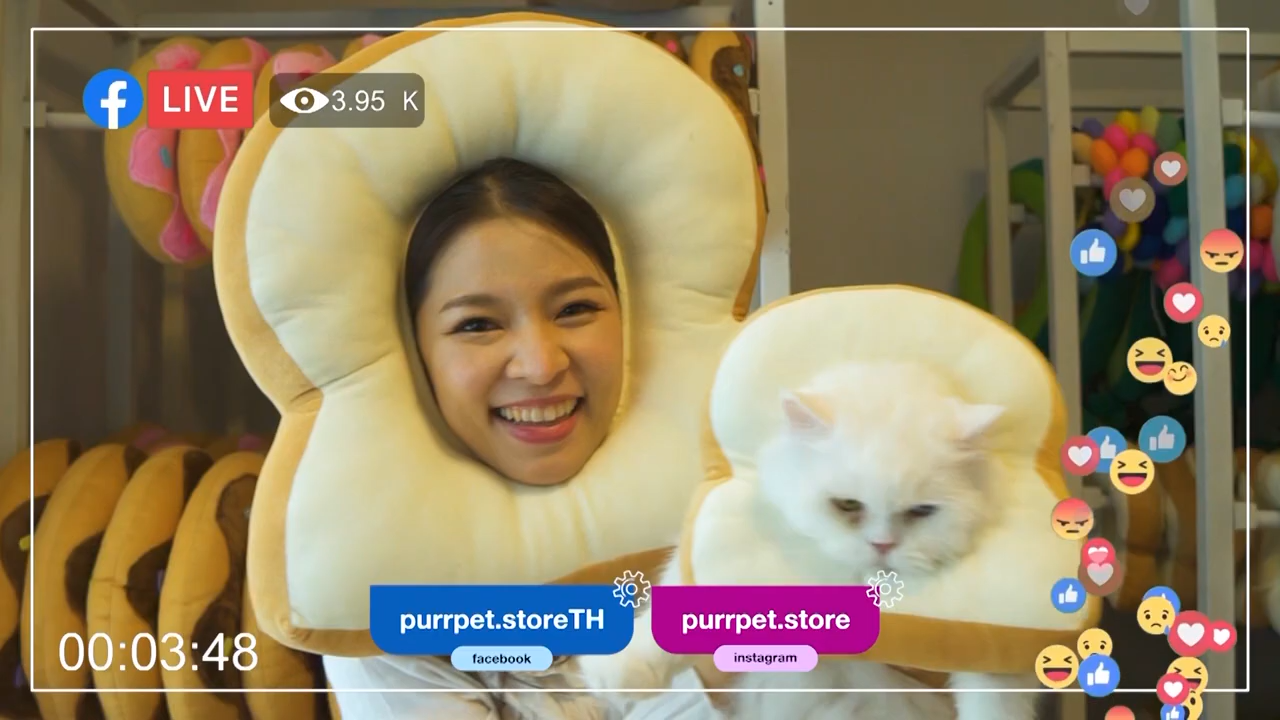 LIVE
3.95 K
purrpet.storeTH
facebook
purrpet.store
instagram
00:03:48